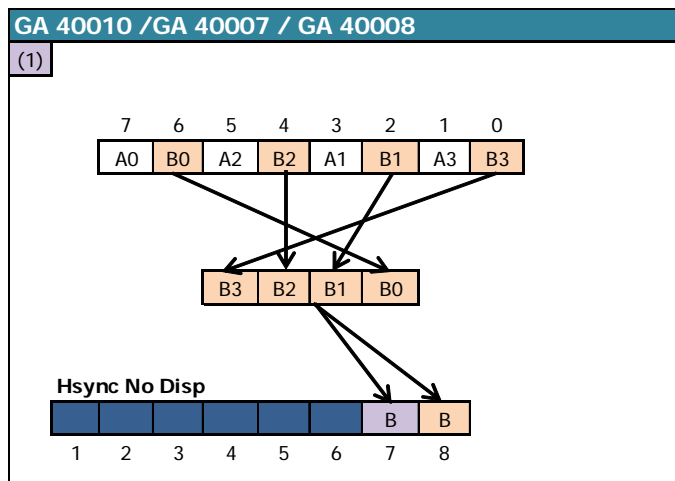 GA 40010 /GA 40007 / GA 40008
(1)
7 6 5 4 3 2 1 0
A0 B0 A2 B2 A1 B1 A3 B3
B3 B2 B1 B0
Hsync No Disp
B B
1 2 3 4 5 6 7 8